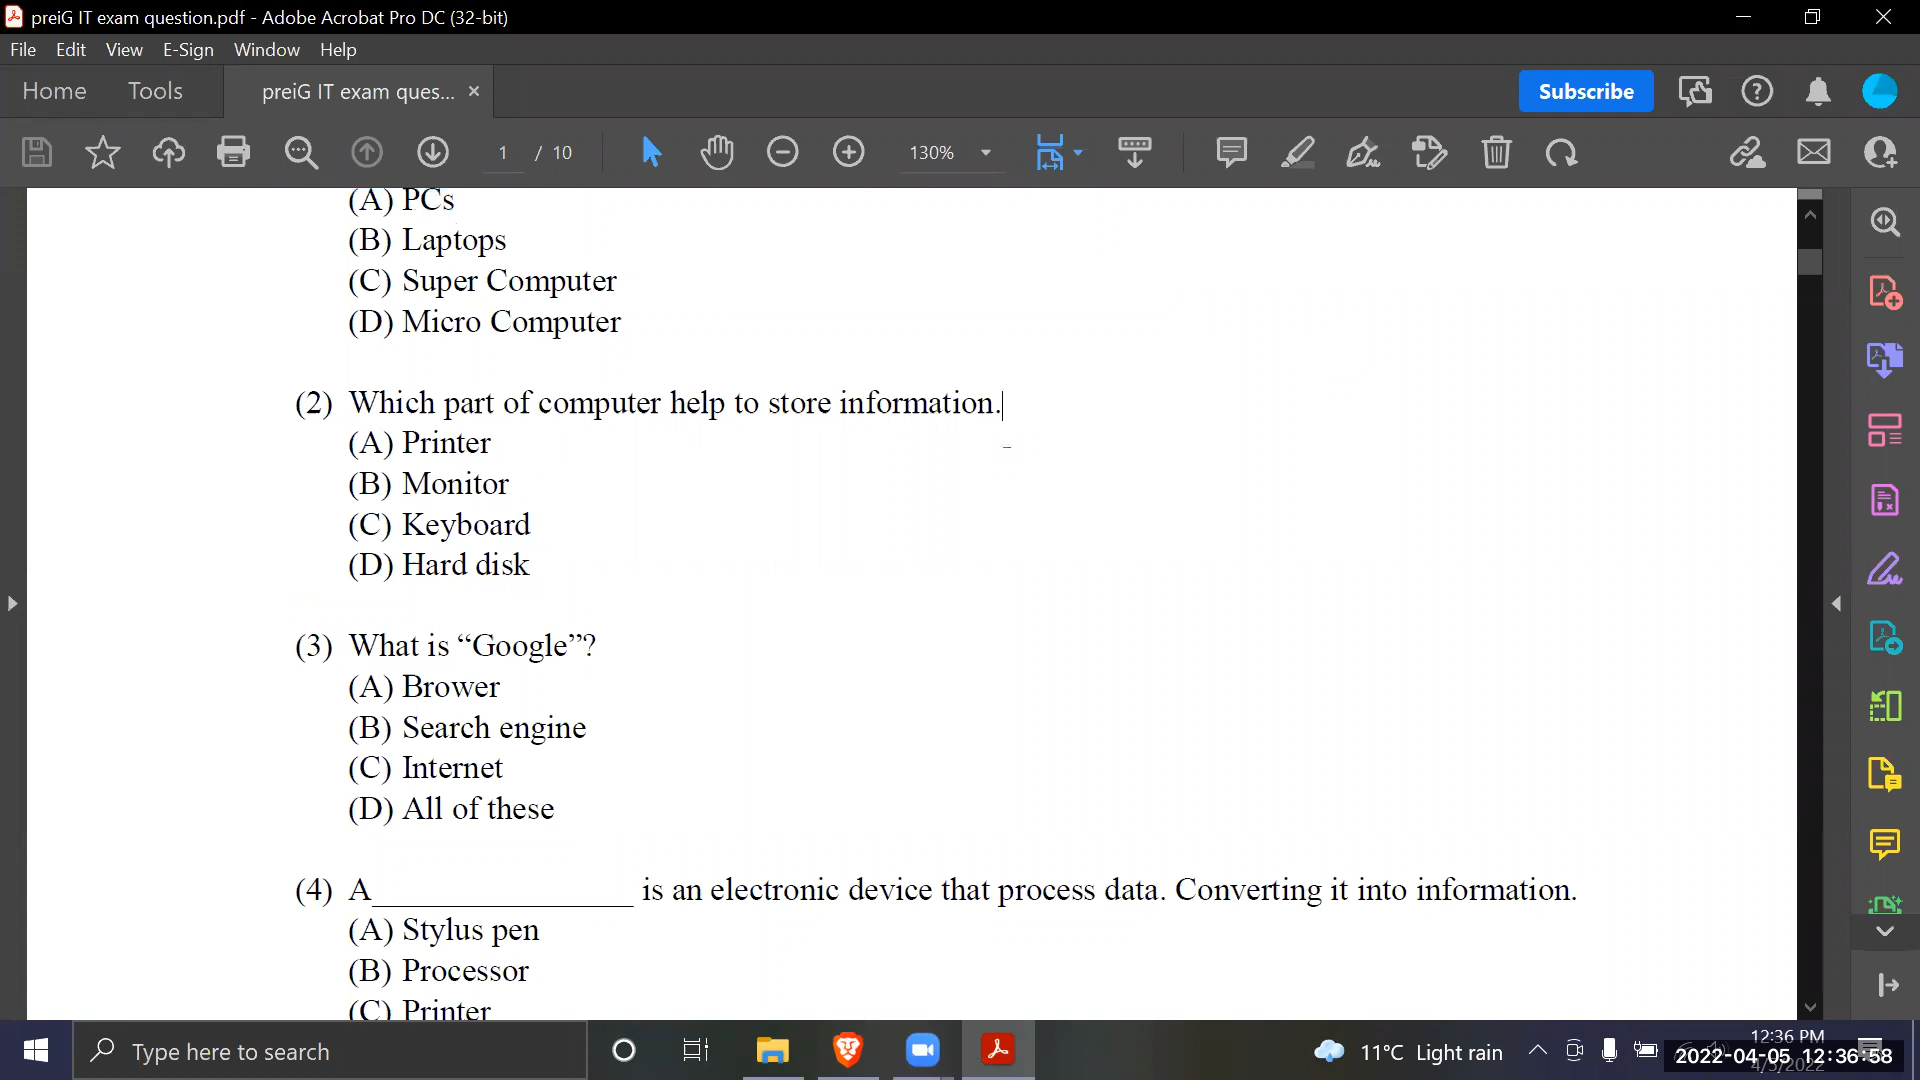 preiG IT exam question.pdf - Adobe Acrobat Pro DC (32-bit)
File Edit View E-Sign Window Help
Home Tools preiG IT exam ques... × Subscribe
1 / 10 130%
(A) PCs
(B) Laptops
(C) Super Computer
(D) Micro Computer
(2) Which part of computer help to store information.
(A) Printer
(B) Monitor
(C) Keyboard
(D) Hard disk
(3) What is “Google”?
(A) Brower
(B) Search engine
(C) Internet
(D) All of these
(4) A_______________ is an electronic device that process data. Converting it into information.
(A) Stylus pen
(B) Processor
(C) Printer
Type here to search
11°C Light rain
12:36 PM
2022-04-05 12:36:58